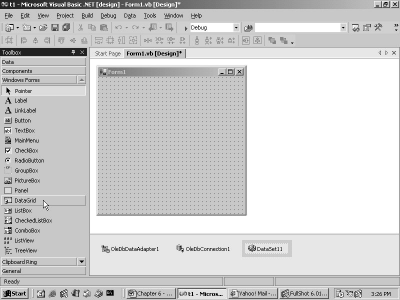 t1 - Microsoft Visual Basic .NET [design] - Form1.vb [Design]*
File Edit View Project Build Debug Data Tools Window Help
Debug
Toolbox
Start Page Form1.vb [Design]*
Data
Components
Windows Forms
Form1
Pointer
Label
LinkLabel
Button
TextBox
MainMenu
CheckBox
RadioButton
GroupBox
PictureBox
Panel
DataGrid
ListBox
CheckedListBox
ComboBox
ListView
TreeView
OleDbDataAdapter1 OleDbConnection1 DataSet11
Clipboard Ring
General
Ready
Start
Chapter 6 - ...
t1 - Micros...
Yahoo! Mail - ...
FullShot 6.01...
3:26 PM